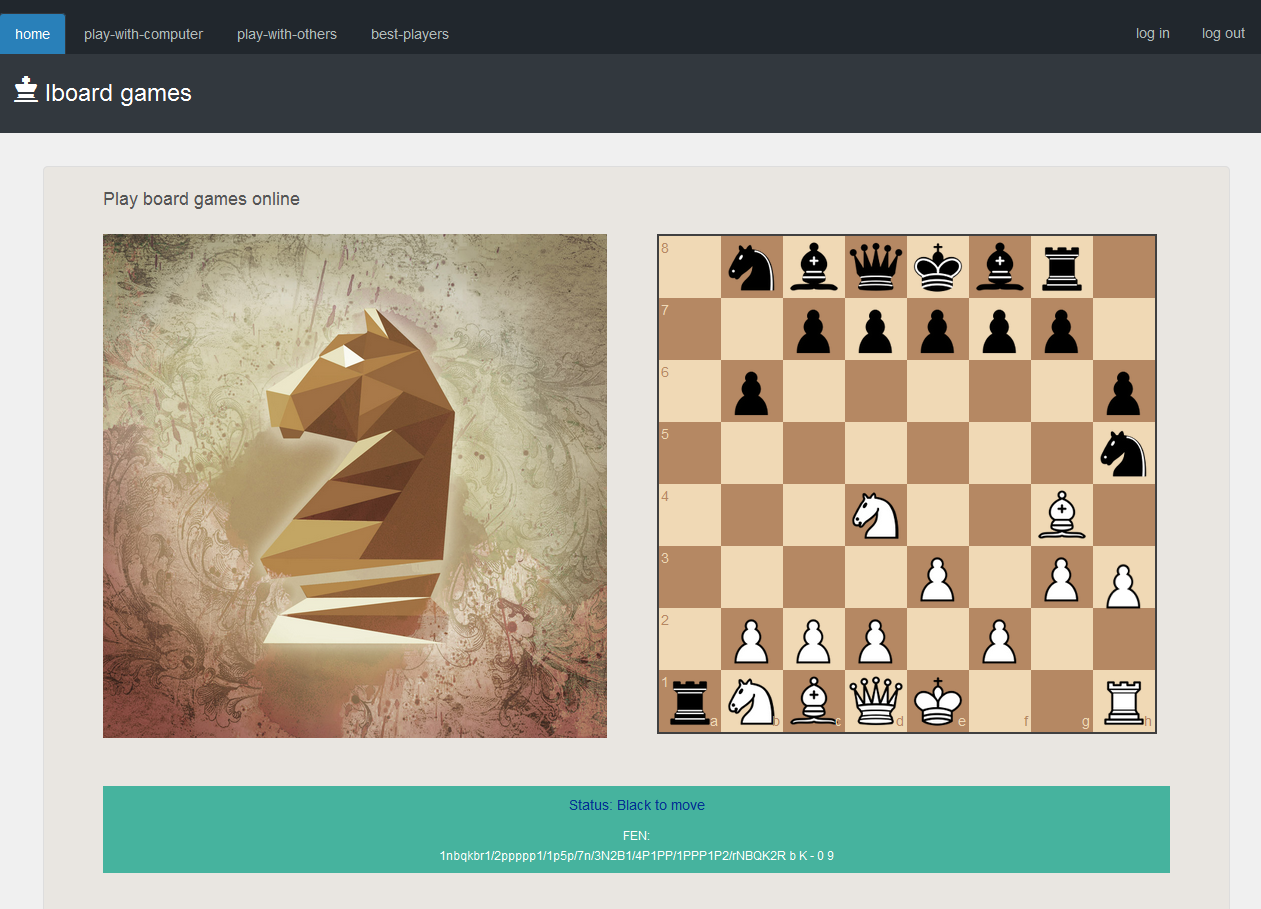 home play-with-computer play-with-others best-players log in log out
Iboard games
Play board games online
8
7
6
5
4
3
2
1
a b c d e f g h
Status: Black to move
FEN:
1nbqkbr1/2ppppp1/1p5p/7n/3N2B1/4P1PP/1PPP1P2/rNBQK2R b K - 0 9